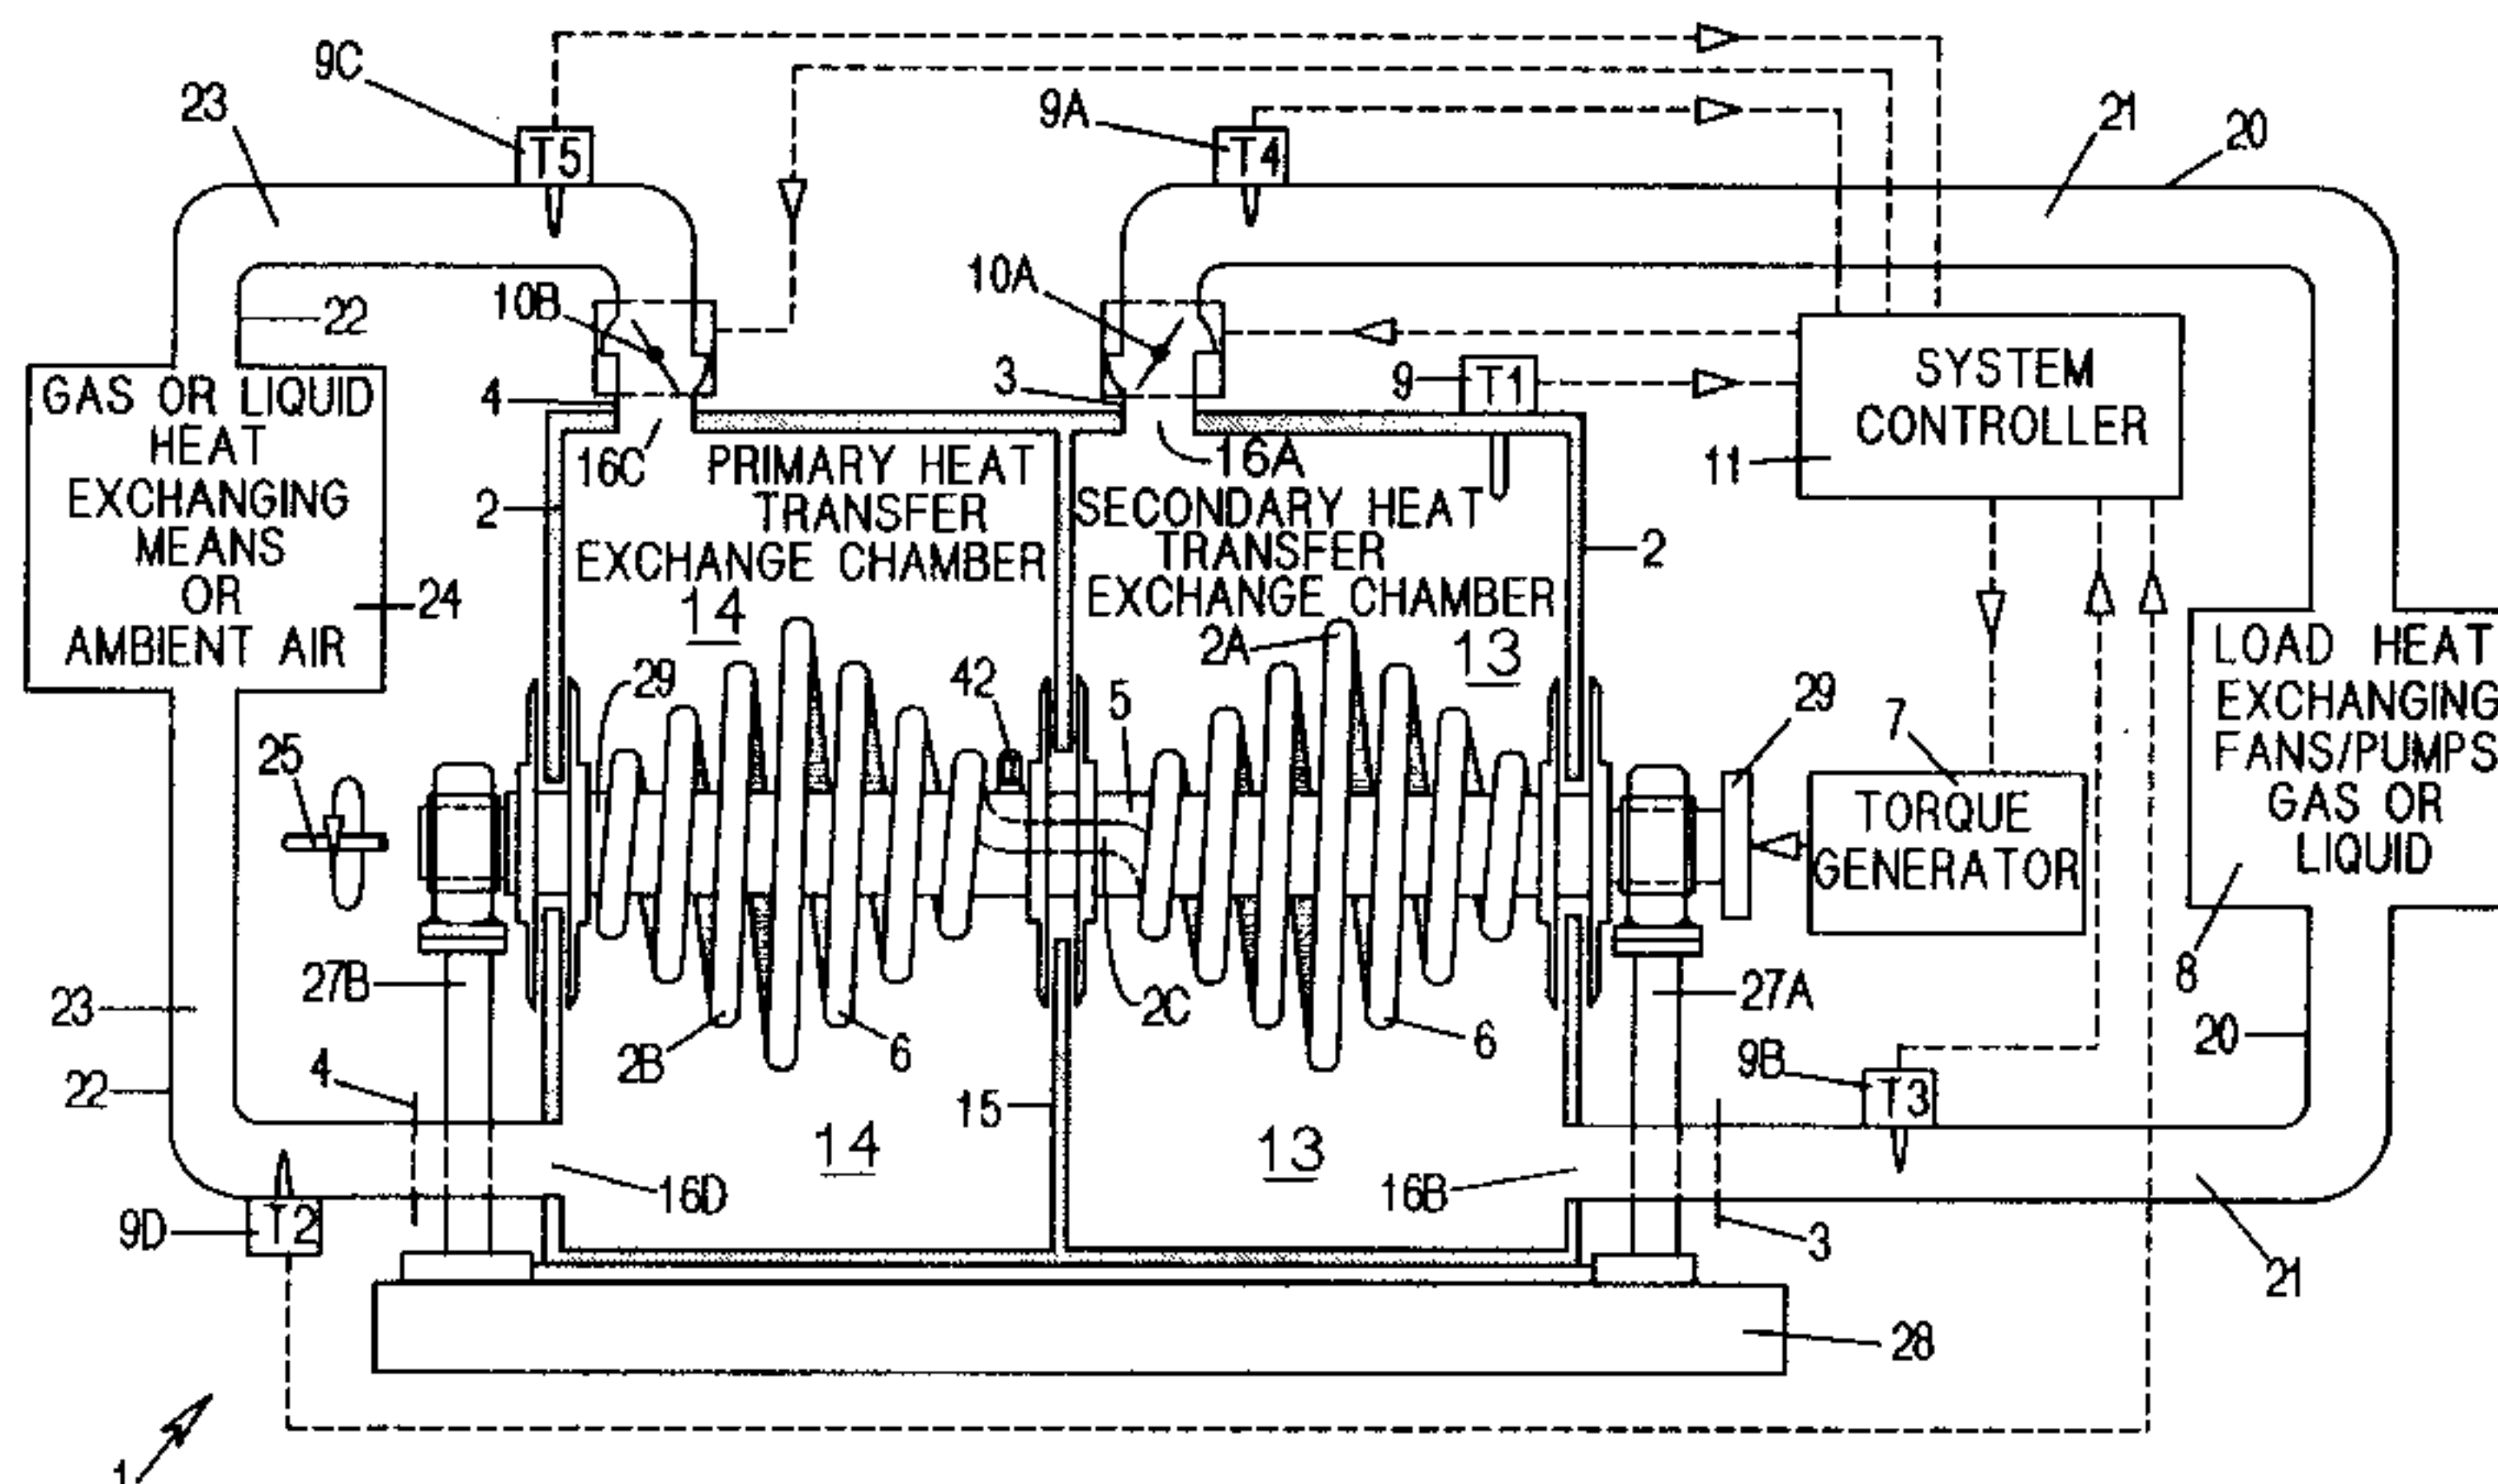 9C
23
T5
9A
T4
21
20
10B
10A
22
4
3
9
T1
SYSTEM
CONTROLLER
11
GAS OR LIQUID
HEAT
EXCHANGING
MEANS
OR
AMBIENT AIR
24
16C
PRIMARY HEAT
TRANSFER
EXCHANGE CHAMBER
14
2
16A
SECONDARY HEAT
TRANSFER
EXCHANGE CHAMBER
13
2
2A
29
42
5
29
7
TORQUE
GENERATOR
LOAD HEAT
EXCHANGING
FANS/PUMPS
GAS OR
LIQUID
8
25
27B
23
22
4
2B
6
2C
6
27A
20
9B
T3
15
14
13
16D
16B
9D
T2
3
21
28
1